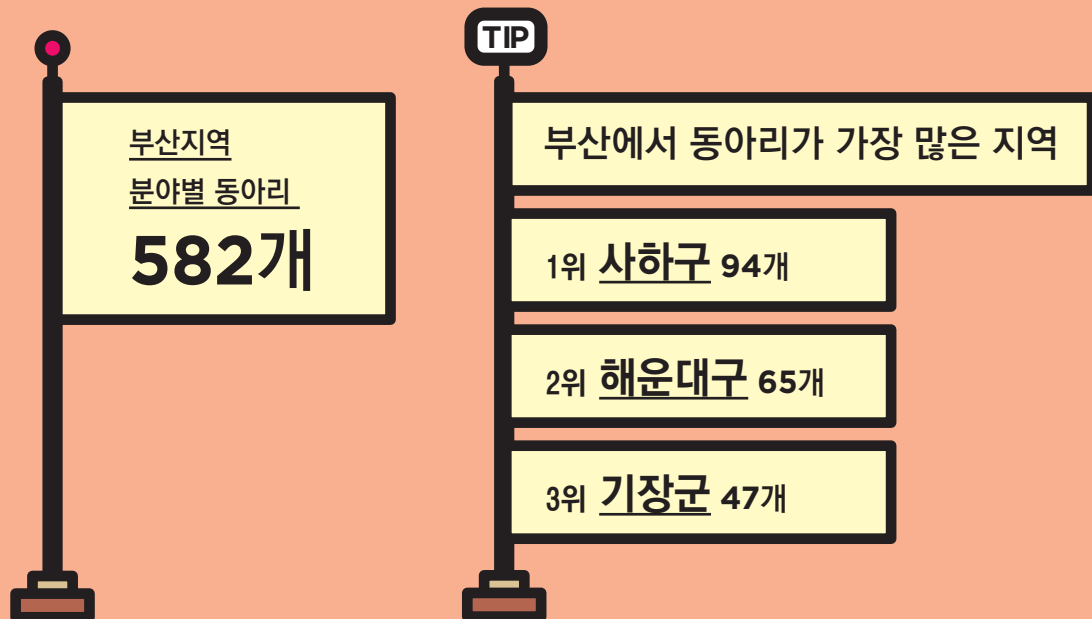 부산지역
분야별 동아리
582개
TIP
부산에서 동아리가 가장 많은 지역
1위 사하구 94개
2위 해운대구 65개
3위 기장군 47개